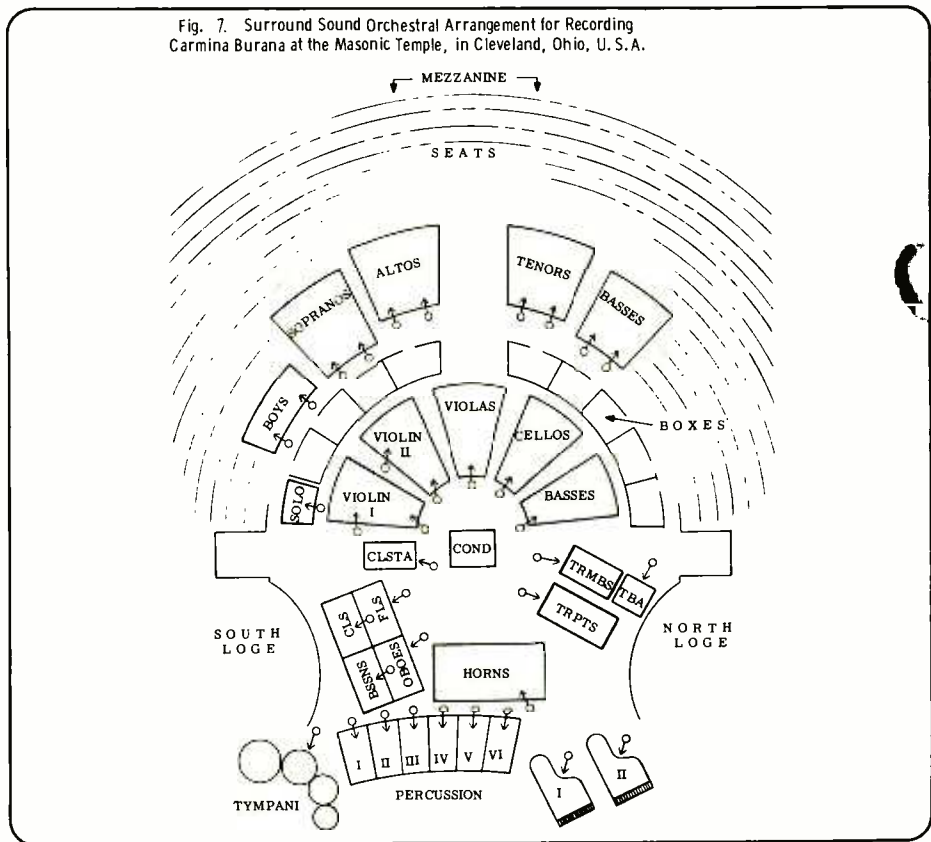 Fig. 7. Surround Sound Orchestral Arrangement for Recording
Carmina Burana at the Masonic Temple, in Cleveland, Ohio, U.S.A.
MEZZANINE
SEATS
ALTOS
TENORS
SOPRANOS
BASSES
BOYS
VIOLAS
VIOLIN
II
CELLOS
BOXES
SOLO
VIOLIN
I
BASSES
CLSTA
COND
TRMBS
TBA
TRPTS
CLS
FLS
BSSNS
OBOES
SOUTH
LOGE
NORTH
LOGE
HORNS
I
II
III
IV
V
VI
PERCUSSION
TYMPANI
I
II